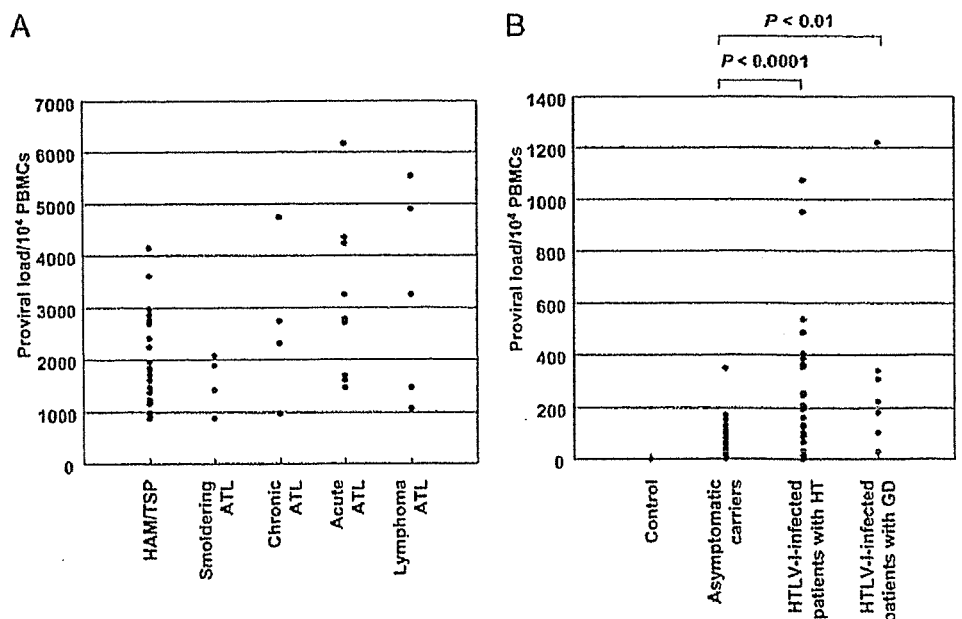 A
7000
6000
5000
4000
3000
2000
1000
0
Proviral load/10⁴ PBMCs
HAM/TSP
Smoldering
ATL
Chronic
ATL
Acute
ATL
Lymphoma
ATL
B
P < 0.01
P < 0.0001
1400
1200
1000
800
600
400
200
0
Proviral load/10⁴ PBMCs
Control
Asymptomatic
carriers
HTLV-I-infected
patients with HT
HTLV-I-infected
patients with GD